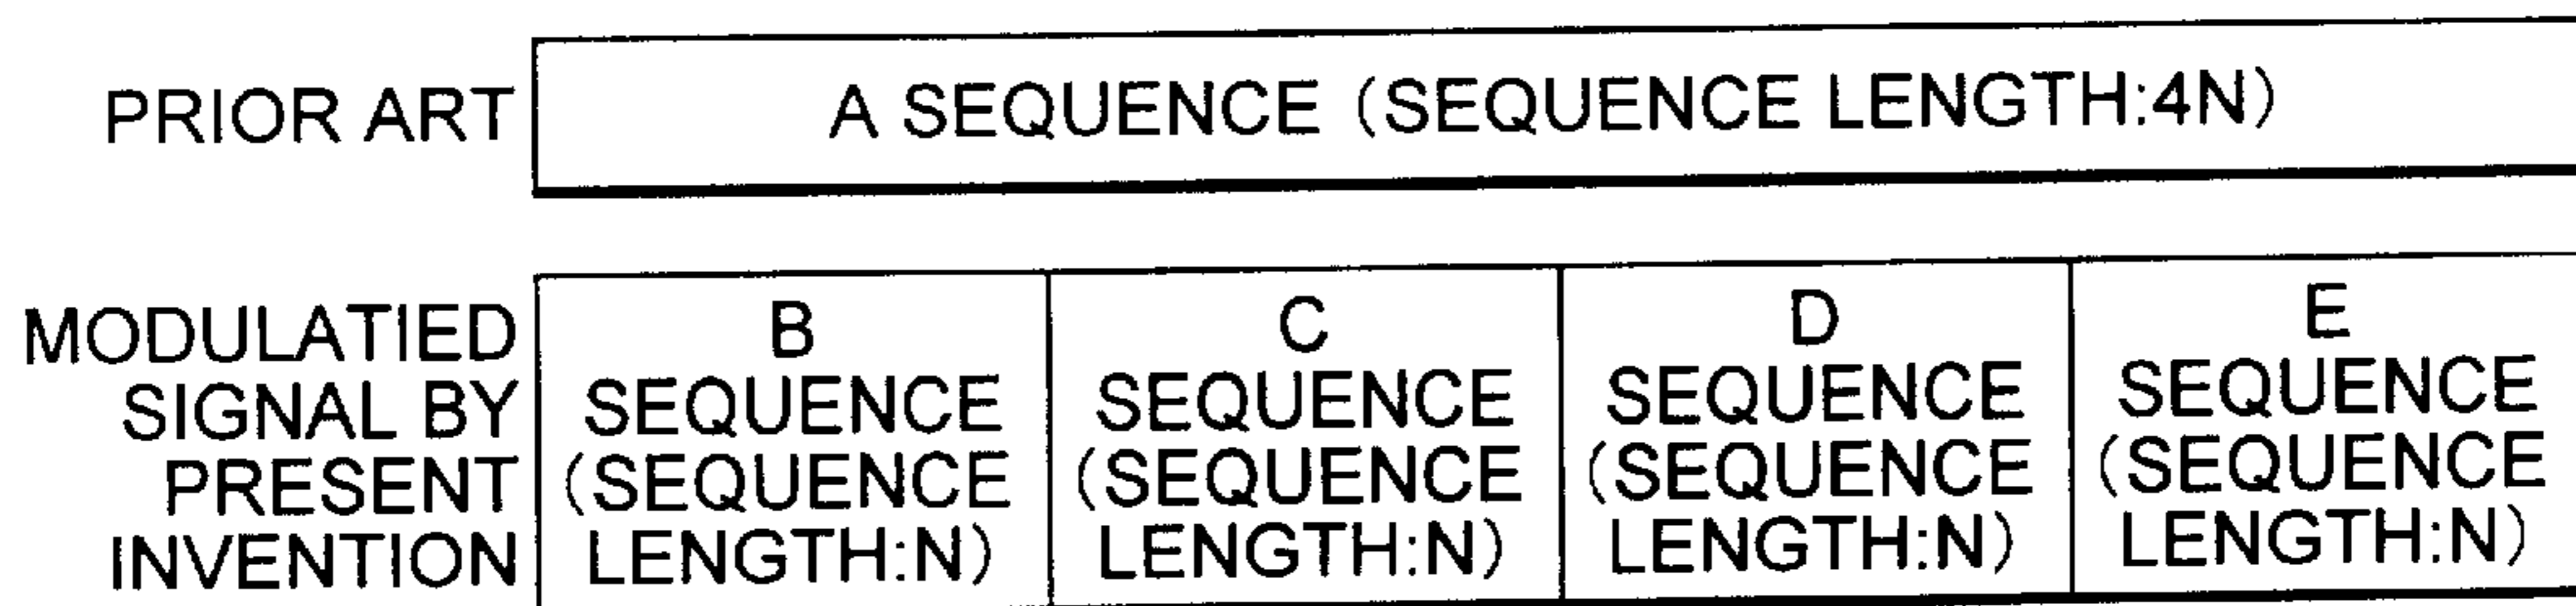 PRIOR ART
A SEQUENCE (SEQUENCE LENGTH:4N)
MODULATIED
SIGNAL BY
PRESENT
INVENTION
B
SEQUENCE
(SEQUENCE
LENGTH:N)
C
SEQUENCE
(SEQUENCE
LENGTH:N)
D
SEQUENCE
(SEQUENCE
LENGTH:N)
E
SEQUENCE
(SEQUENCE
LENGTH:N)